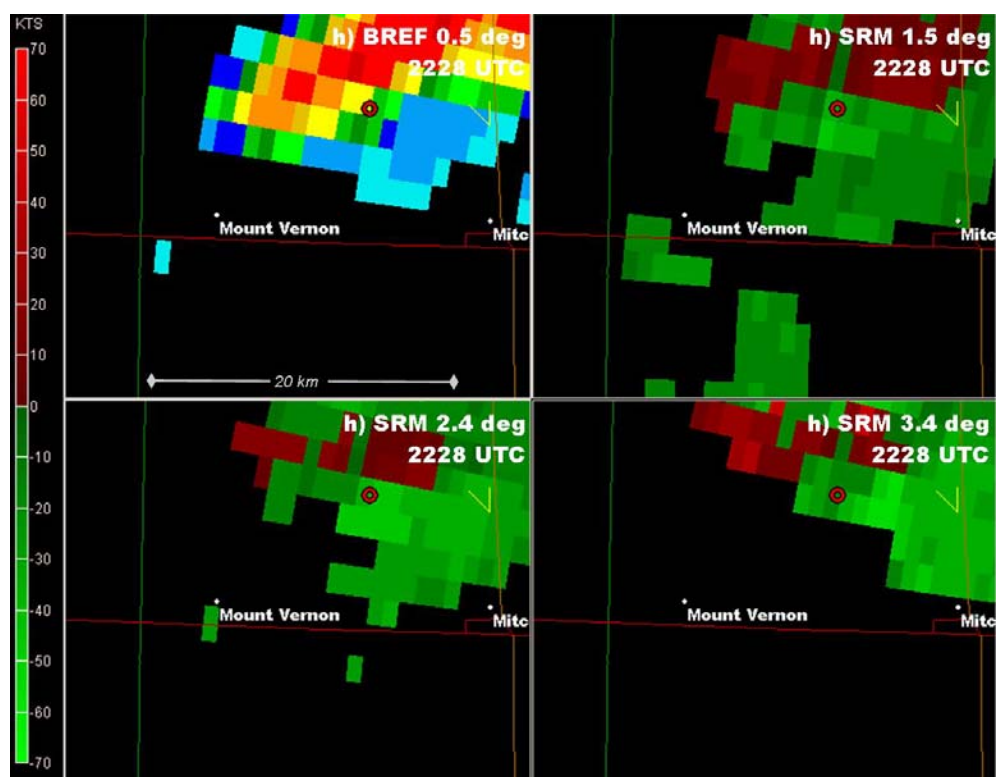 KTS
70
60
50
40
30
20
10
0
-10
-20
-30
-40
-50
-60
-70
h) BREF 0.5 deg
2228 UTC
Mount Vernon
Mitc
20 km
h) SRM 1.5 deg
2228 UTC
Mount Vernon
Mitc
h) SRM 2.4 deg
2228 UTC
Mount Vernon
Mitc
h) SRM 3.4 deg
2228 UTC
Mount Vernon
Mitc